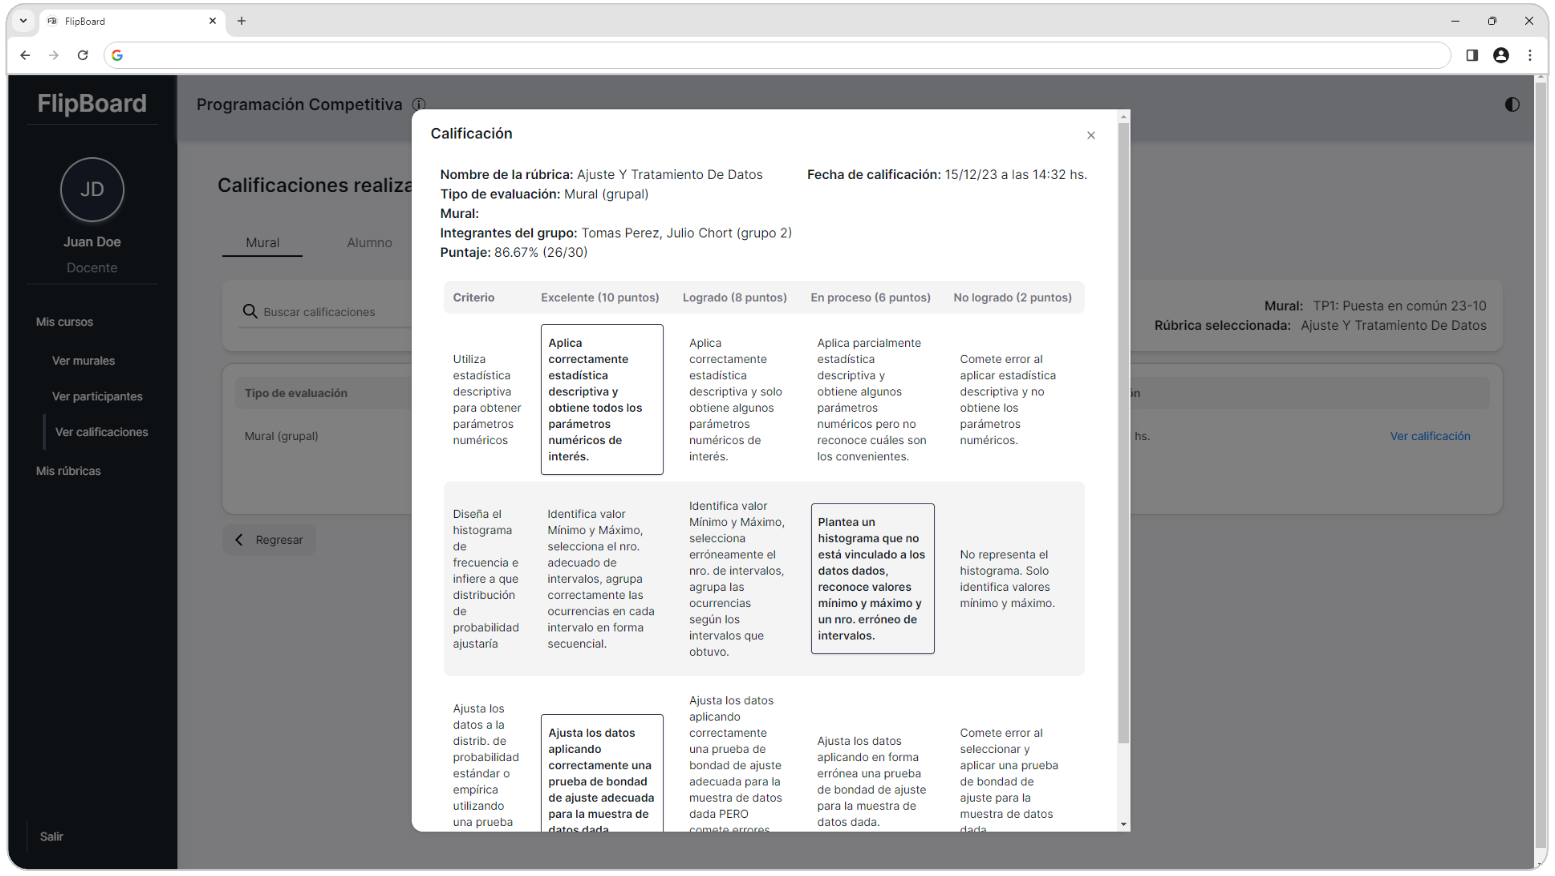 FlipBoard
FlipBoard
JD
Juan Doe
Docente
Mis cursos
Ver murales
Ver participantes
Ver calificaciones
Mis rúbricas
Salir
Programación Competitiva
Calificaciones realiza
Mural Alumno
Buscar calificaciones
Mural: TP1: Puesta en común 23-10
Rúbrica seleccionada: Ajuste Y Tratamiento De Datos
Tipo de evaluación
ón
Mural (grupal)
hs.
Ver calificación
Regresar
Calificación
Nombre de la rúbrica: Ajuste Y Tratamiento De Datos
Fecha de calificación: 15/12/23 a las 14:32 hs.
Tipo de evaluación: Mural (grupal)
Mural:
Integrantes del grupo: Tomas Perez, Julio Chort (grupo 2)
Puntaje: 86.67% (26/30)
Criterio Excelente (10 puntos) Logrado (8 puntos) En proceso (6 puntos) No logrado (2 puntos)
Utiliza
estadística
descriptiva
para obtener
parámetros
numéricos
Aplica
correctamente
estadística
descriptiva y
obtiene todos los
parámetros
numéricos de
interés.
Aplica
correctamente
estadística
descriptiva y solo
obtiene algunos
parámetros
numéricos de
interés.
Aplica parcialmente
estadística
descriptiva y
obtiene algunos
parámetros
numéricos pero no
reconoce cuáles son
los convenientes.
Comete error al
aplicar estadística
descriptiva y no
obtiene los
parámetros
numéricos.
Diseña el
histograma
de
frecuencia e
infiere a que
distribución
de
probabilidad
ajustaría
Identifica valor
Mínimo y Máximo,
selecciona el nro.
adecuado de
intervalos, agrupa
correctamente las
ocurrencias en cada
intervalo en forma
secuencial.
Identifica valor
Mínimo y Máximo,
selecciona
erróneamente el
nro. de intervalos,
agrupa las
ocurrencias
según los
intervalos que
obtuvo.
Plantea un
histograma que no
está vinculado a los
datos dados,
reconoce valores
mínimo y máximo y
un nro. erróneo de
intervalos.
No representa el
histograma. Solo
identifica valores
mínimo y máximo.
Ajusta los
datos a la
distrib. de
probabilidad
estándar o
empírica
utilizando
una prueba
Ajusta los datos
aplicando
correctamente una
prueba de bondad
de ajuste adecuada
para la muestra de
datos dada.
Ajusta los datos
aplicando
correctamente
una prueba de
bondad de ajuste
adecuada para la
muestra de datos
dada PERO
comete errores
Ajusta los datos
aplicando en forma
errónea una prueba
de bondad de ajuste
para la muestra de
datos dada.
Comete error al
seleccionar y
aplicar una prueba
de bondad de
ajuste para la
muestra de datos
dada